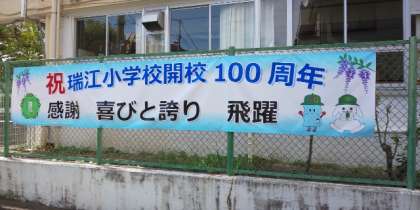 祝 瑞江小学校開校100周年
感謝 喜びと誇り 飛躍